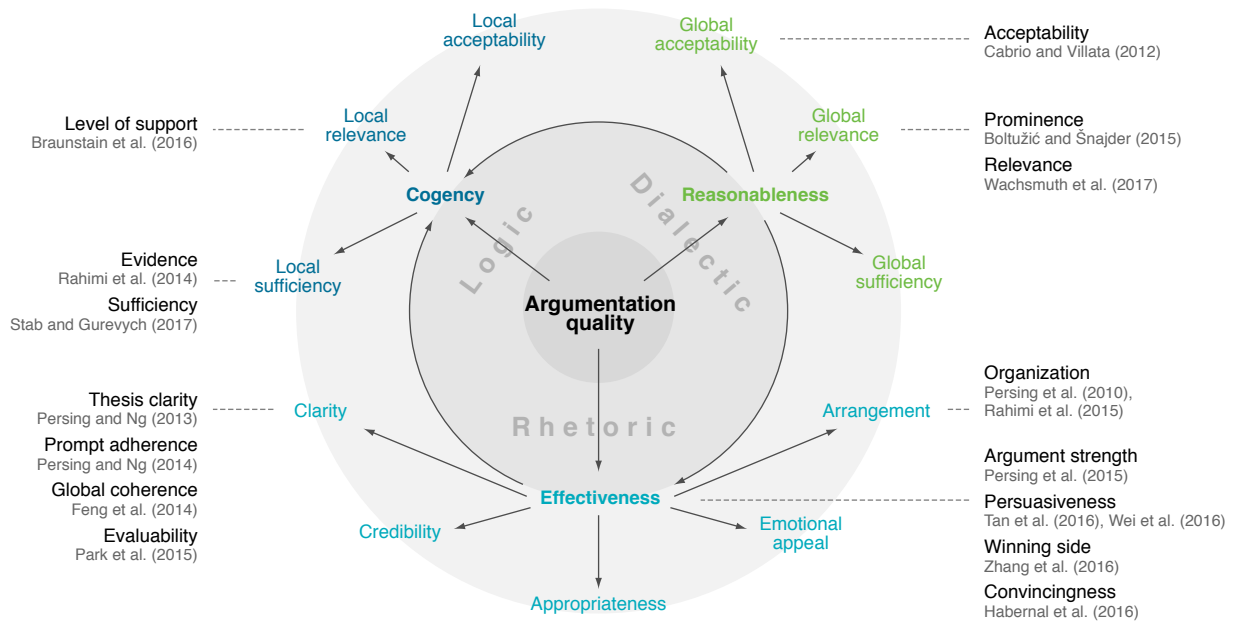 Local
acceptability
Global
acceptability
Acceptability
Cabrio and Villata (2012)
Level of support
Braunstain et al. (2016)
Local
relevance
Global
relevance
Prominence
Boltužić and Šnajder (2015)
Relevance
Wachsmuth et al. (2017)
Cogency
Reasonableness
Logic
Dialectic
Evidence
Rahimi et al. (2014)
Sufficiency
Stab and Gurevych (2017)
Local
sufficiency
Global
sufficiency
Argumentation
quality
Thesis clarity
Persing and Ng (2013)
Prompt adherence
Persing and Ng (2014)
Global coherence
Feng et al. (2014)
Evaluability
Park et al. (2015)
Clarity
Rhetoric
Arrangement
Organization
Persing et al. (2010),
Rahimi et al. (2015)
Effectiveness
Credibility
Emotional
appeal
Appropriateness
Argument strength
Persing et al. (2015)
Persuasiveness
Tan et al. (2016), Wei et al. (2016)
Winning side
Zhang et al. (2016)
Convincingness
Habernal et al. (2016)